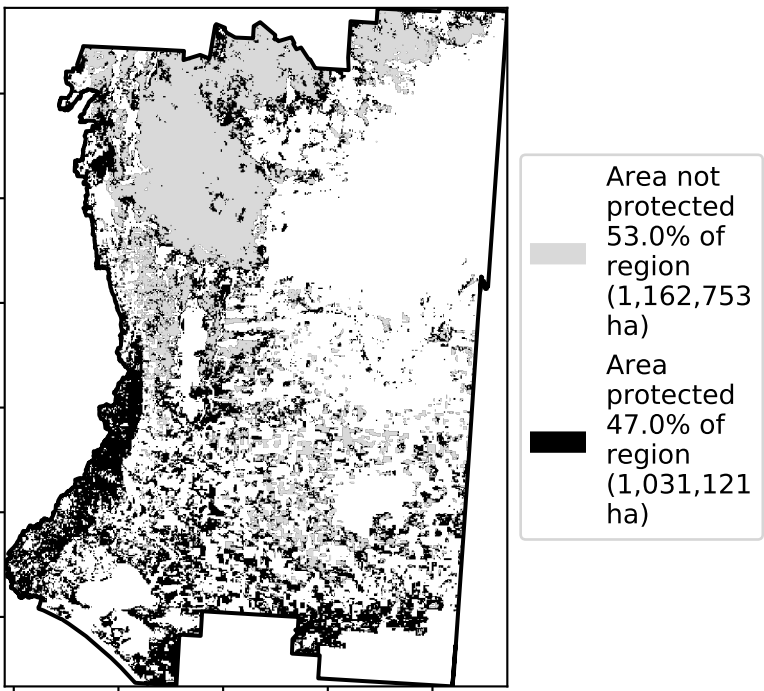 Area not
protected
53.0% of
region
(1,162,753
ha)
Area
protected
47.0% of
region
(1,031,121
ha)